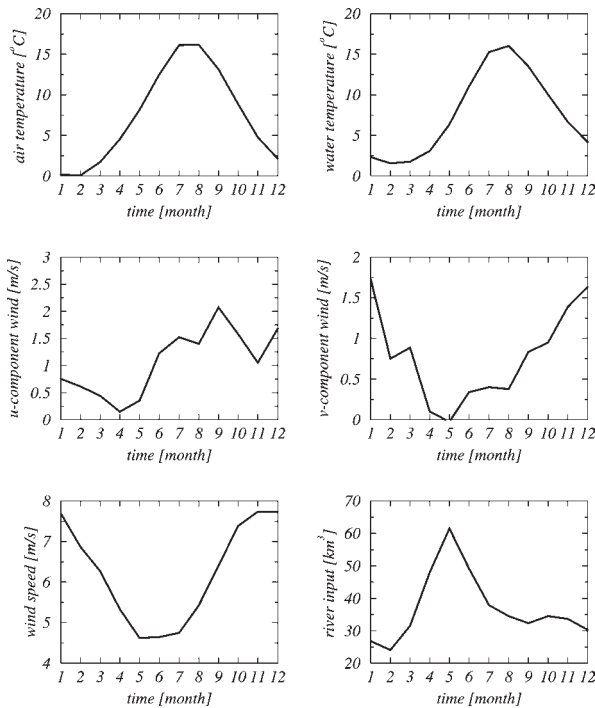 air temperature [°C]
20
15
10
5
0
1 2 3 4 5 6 7 8 9 10 11 12
time [month]
water temperature [°C]
20
15
10
5
0
1 2 3 4 5 6 7 8 9 10 11 12
time [month]
u-component wind [m/s]
3
2.5
2
1.5
1
0.5
0
1 2 3 4 5 6 7 8 9 10 11 12
time [month]
v-component wind [m/s]
2
1.5
1
0.5
0
1 2 3 4 5 6 7 8 9 10 11 12
time [month]
wind speed [m/s]
8
7
6
5
4
1 2 3 4 5 6 7 8 9 10 11 12
time [month]
river input [km³]
70
60
50
40
30
20
1 2 3 4 5 6 7 8 9 10 11 12
time [month]